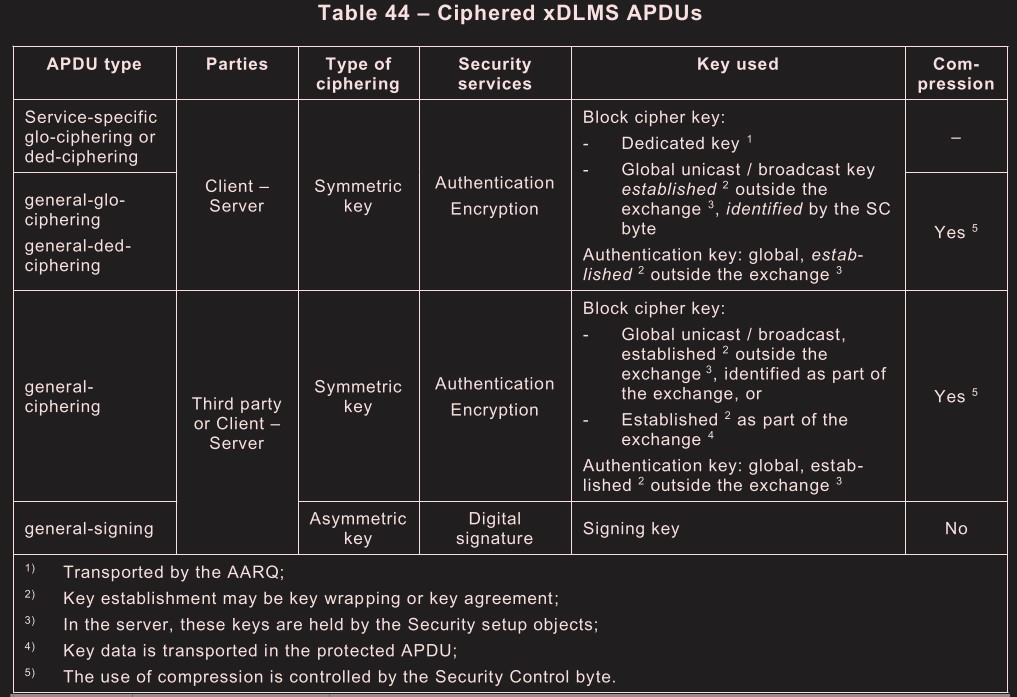 Table 44 – Ciphered xDLMS APDUs
APDU type
Parties
Type of
ciphering
Security
services
Key used
Com-
pression
Service-specific
glo-ciphering or
ded-ciphering
general-glo-
ciphering
general-ded-
ciphering
Client –
Server
Symmetric
key
Authentication
Encryption
Block cipher key:
- Dedicated key 1
- Global unicast / broadcast key
established 2 outside the
exchange 3, identified by the SC
byte
Authentication key: global, estab-
lished 2 outside the exchange 3
–
Yes 5
general-
ciphering
Third party
or Client –
Server
Symmetric
key
Authentication
Encryption
Block cipher key:
- Global unicast / broadcast,
established 2 outside the
exchange 3, identified as part of
the exchange, or
- Established 2 as part of the
exchange 4
Authentication key: global, estab-
lished 2 outside the exchange 3
Yes 5
general-signing
Asymmetric
key
Digital
signature
Signing key
No
1) Transported by the AARQ;
2) Key establishment may be key wrapping or key agreement;
3) In the server, these keys are held by the Security setup objects;
4) Key data is transported in the protected APDU;
5) The use of compression is controlled by the Security Control byte.